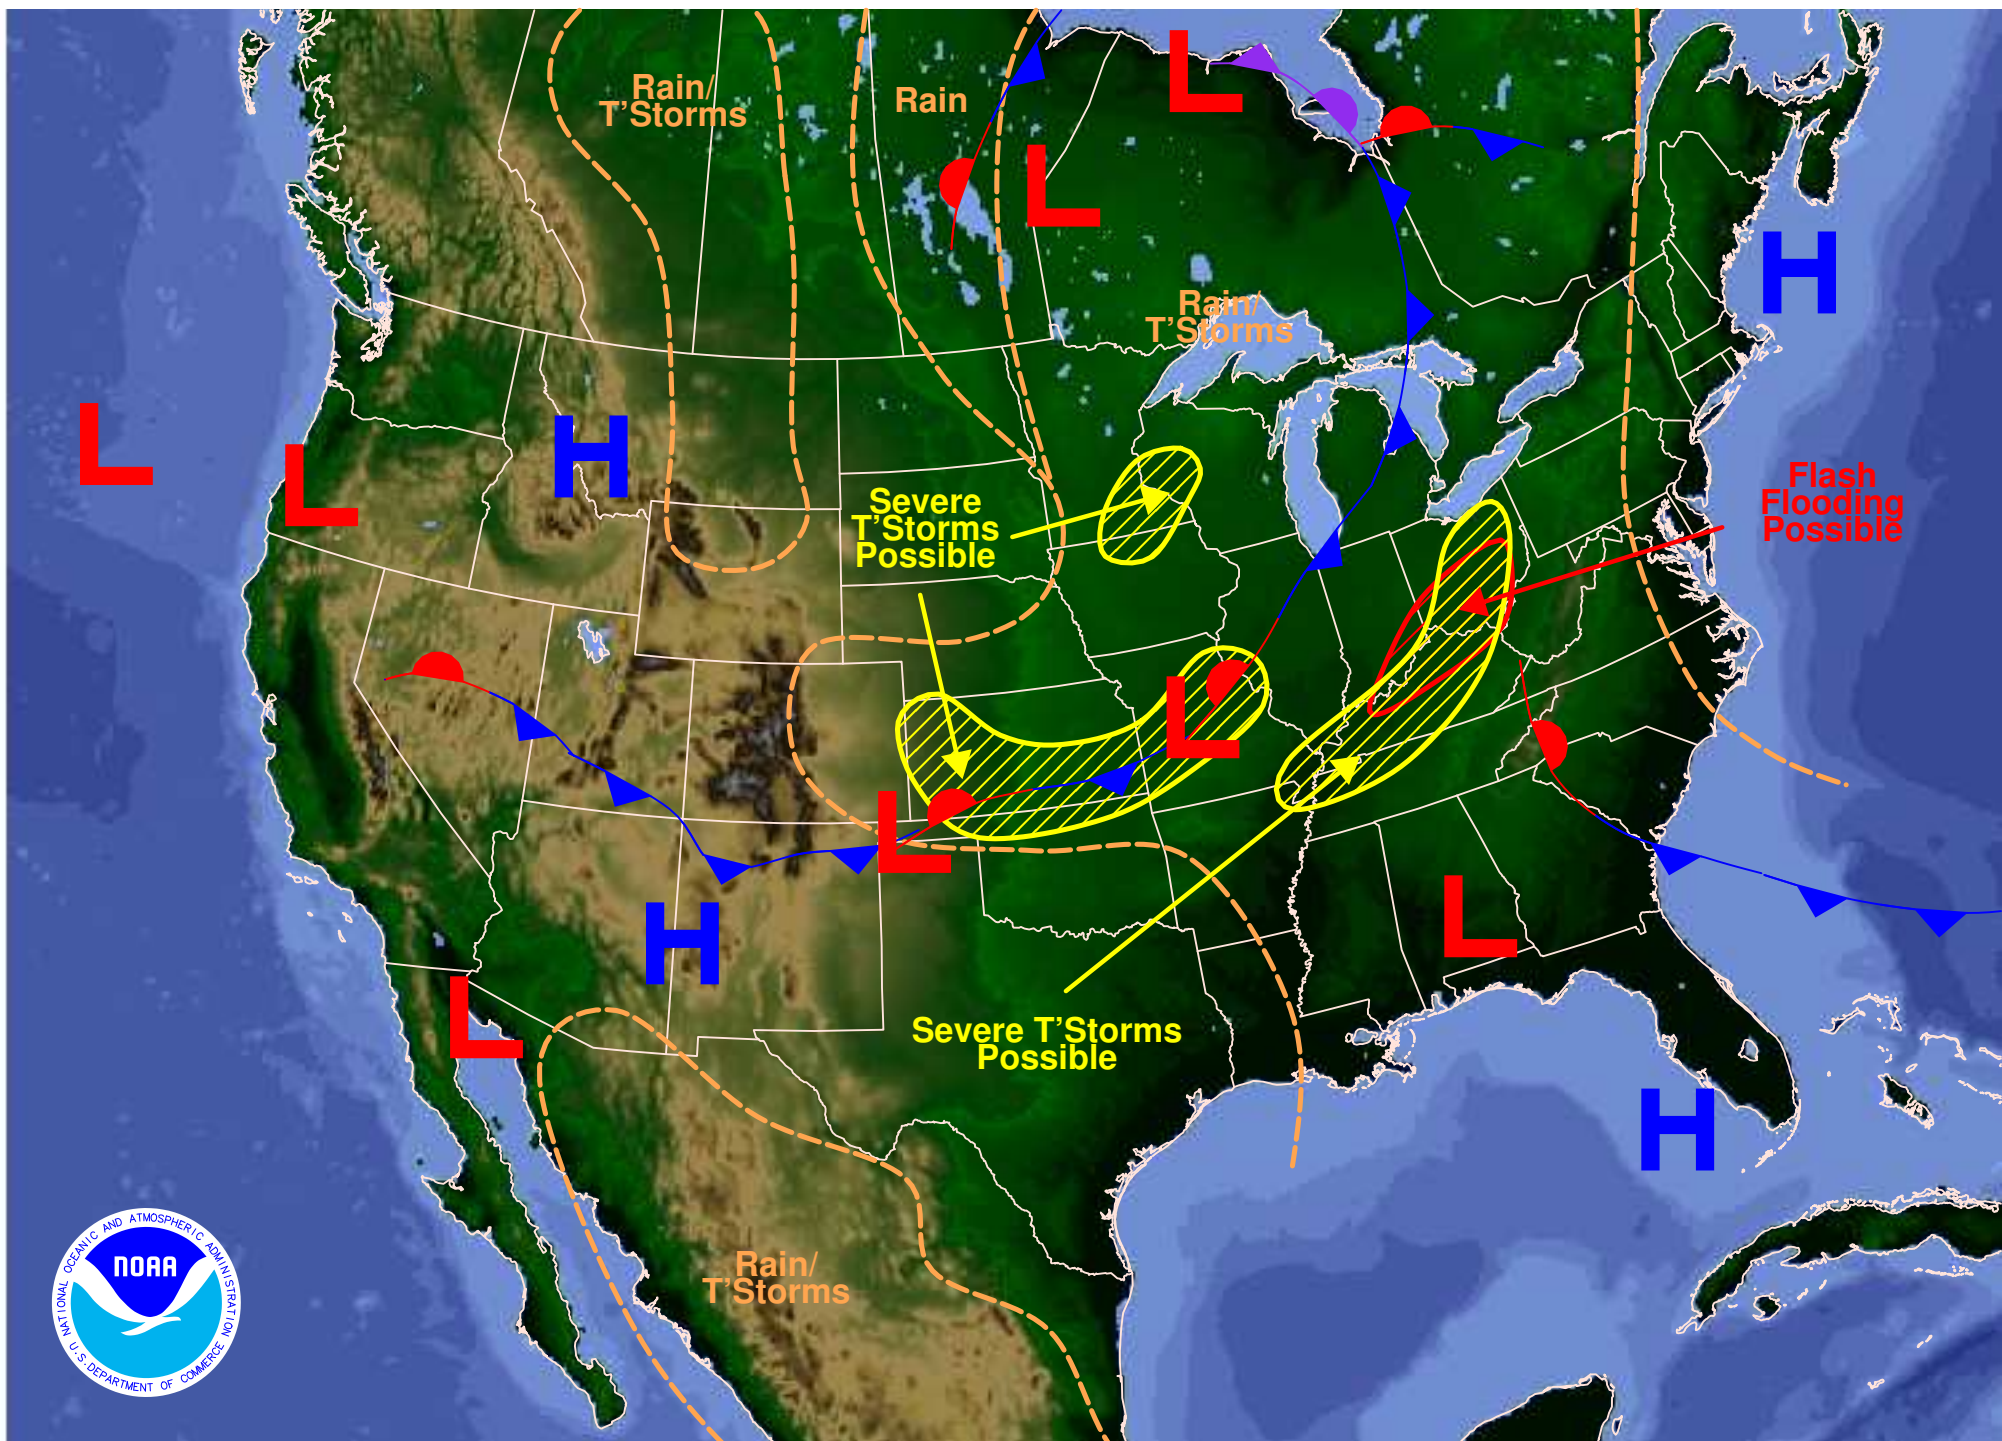 Rain/
T'Storms
Rain
L
L
H
Rain/
T'Storms
L
L
H
Severe
T'Storms
Possible
Flash
Flooding
Possible
L
L
H
L
L
Severe T'Storms
Possible
H
Rain/
T'Storms
NATIONAL OCEANIC AND ATMOSPHERIC ADMINISTRATION
NOAA
U.S. DEPARTMENT OF COMMERCE